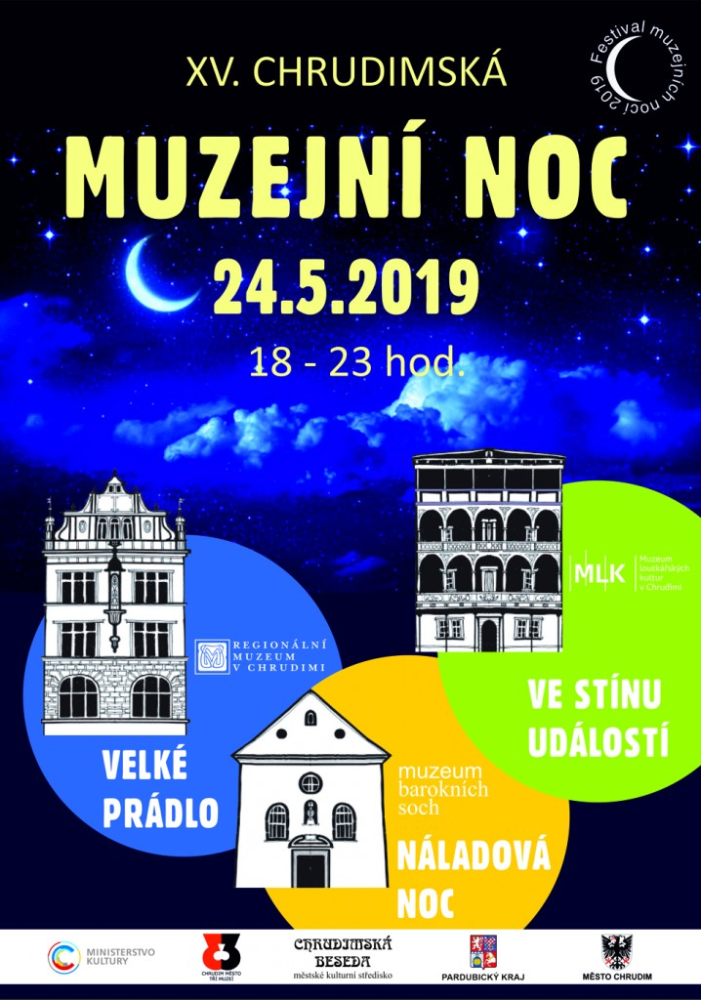 XV. CHRUDIMSKÁ
Festival muzejních nocí 2019
MUZEJNÍ NOC
24.5.2019
18 - 23 hod.
MLK
Muzeum
loutkářských
kultur
v Chrudimi
REGIONÁLNÍ
MUZEUM
V CHRUDIMI
VE STÍNU
UDÁLOSTÍ
VELKÉ
PRÁDLO
muzeum
barokních
soch
NÁLADOVÁ
NOC
MINISTERSTVO
KULTURY
CHRUDIM MĚSTO
TŘÍ MUZEÍ
CHRUDIMSKÁ
BESEDA
městské kulturní středisko
PARDUBICKÝ KRAJ
MĚSTO CHRUDIM